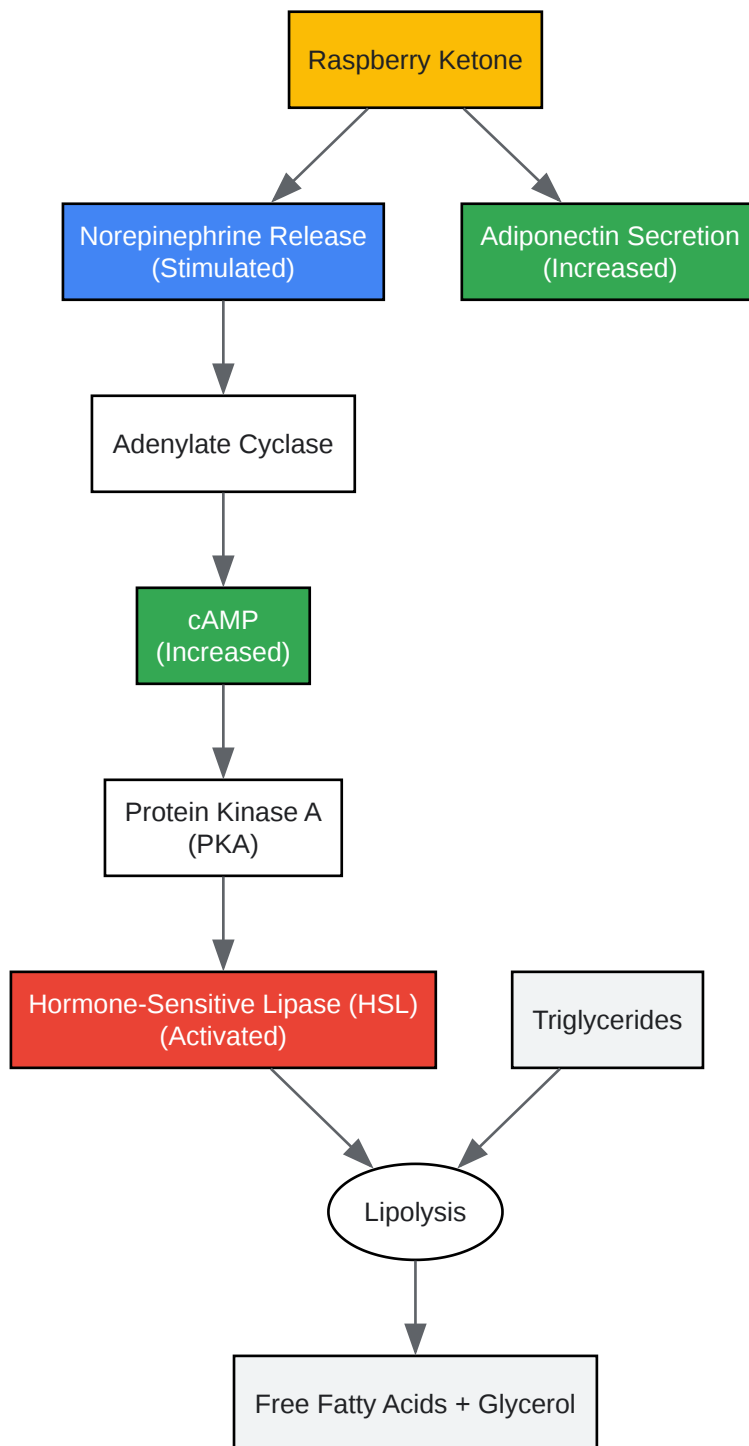 Raspberry Ketone
Norepinephrine Release
(Stimulated)
Adiponectin Secretion
(Increased)
Adenylate Cyclase
cAMP
(Increased)
Protein Kinase A
(PKA)
Hormone-Sensitive Lipase (HSL)
(Activated)
Triglycerides
Lipolysis
Free Fatty Acids + Glycerol